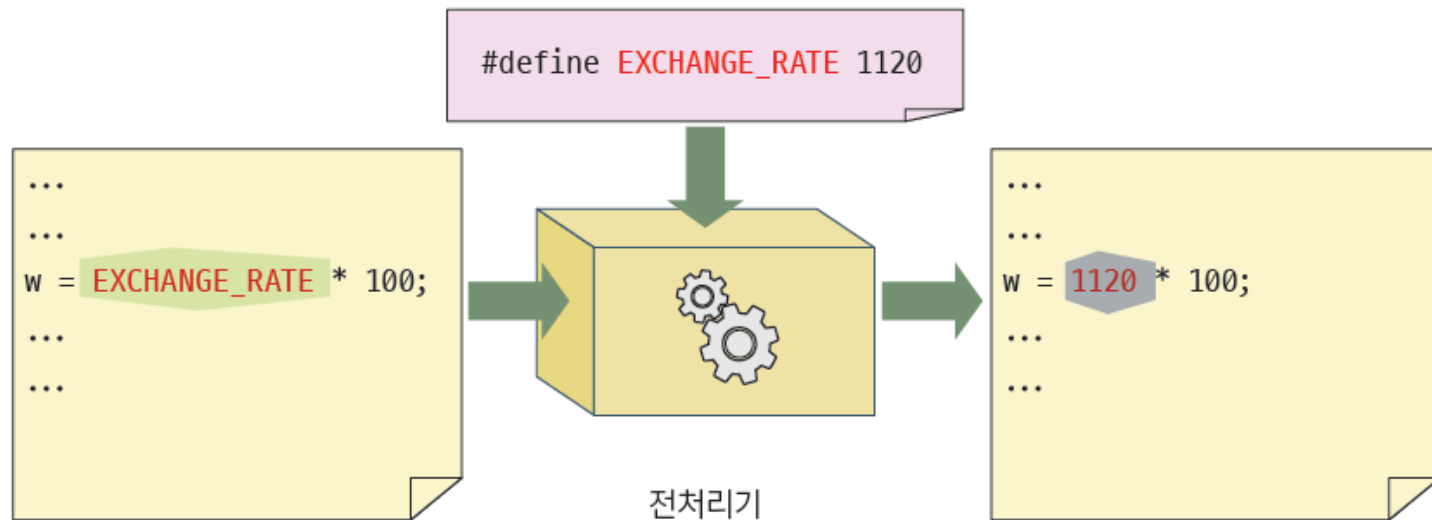 #define EXCHANGE_RATE 1120
...
...
w = EXCHANGE_RATE * 100;
...
...
전처리기
...
...
w = 1120 * 100;
...
...